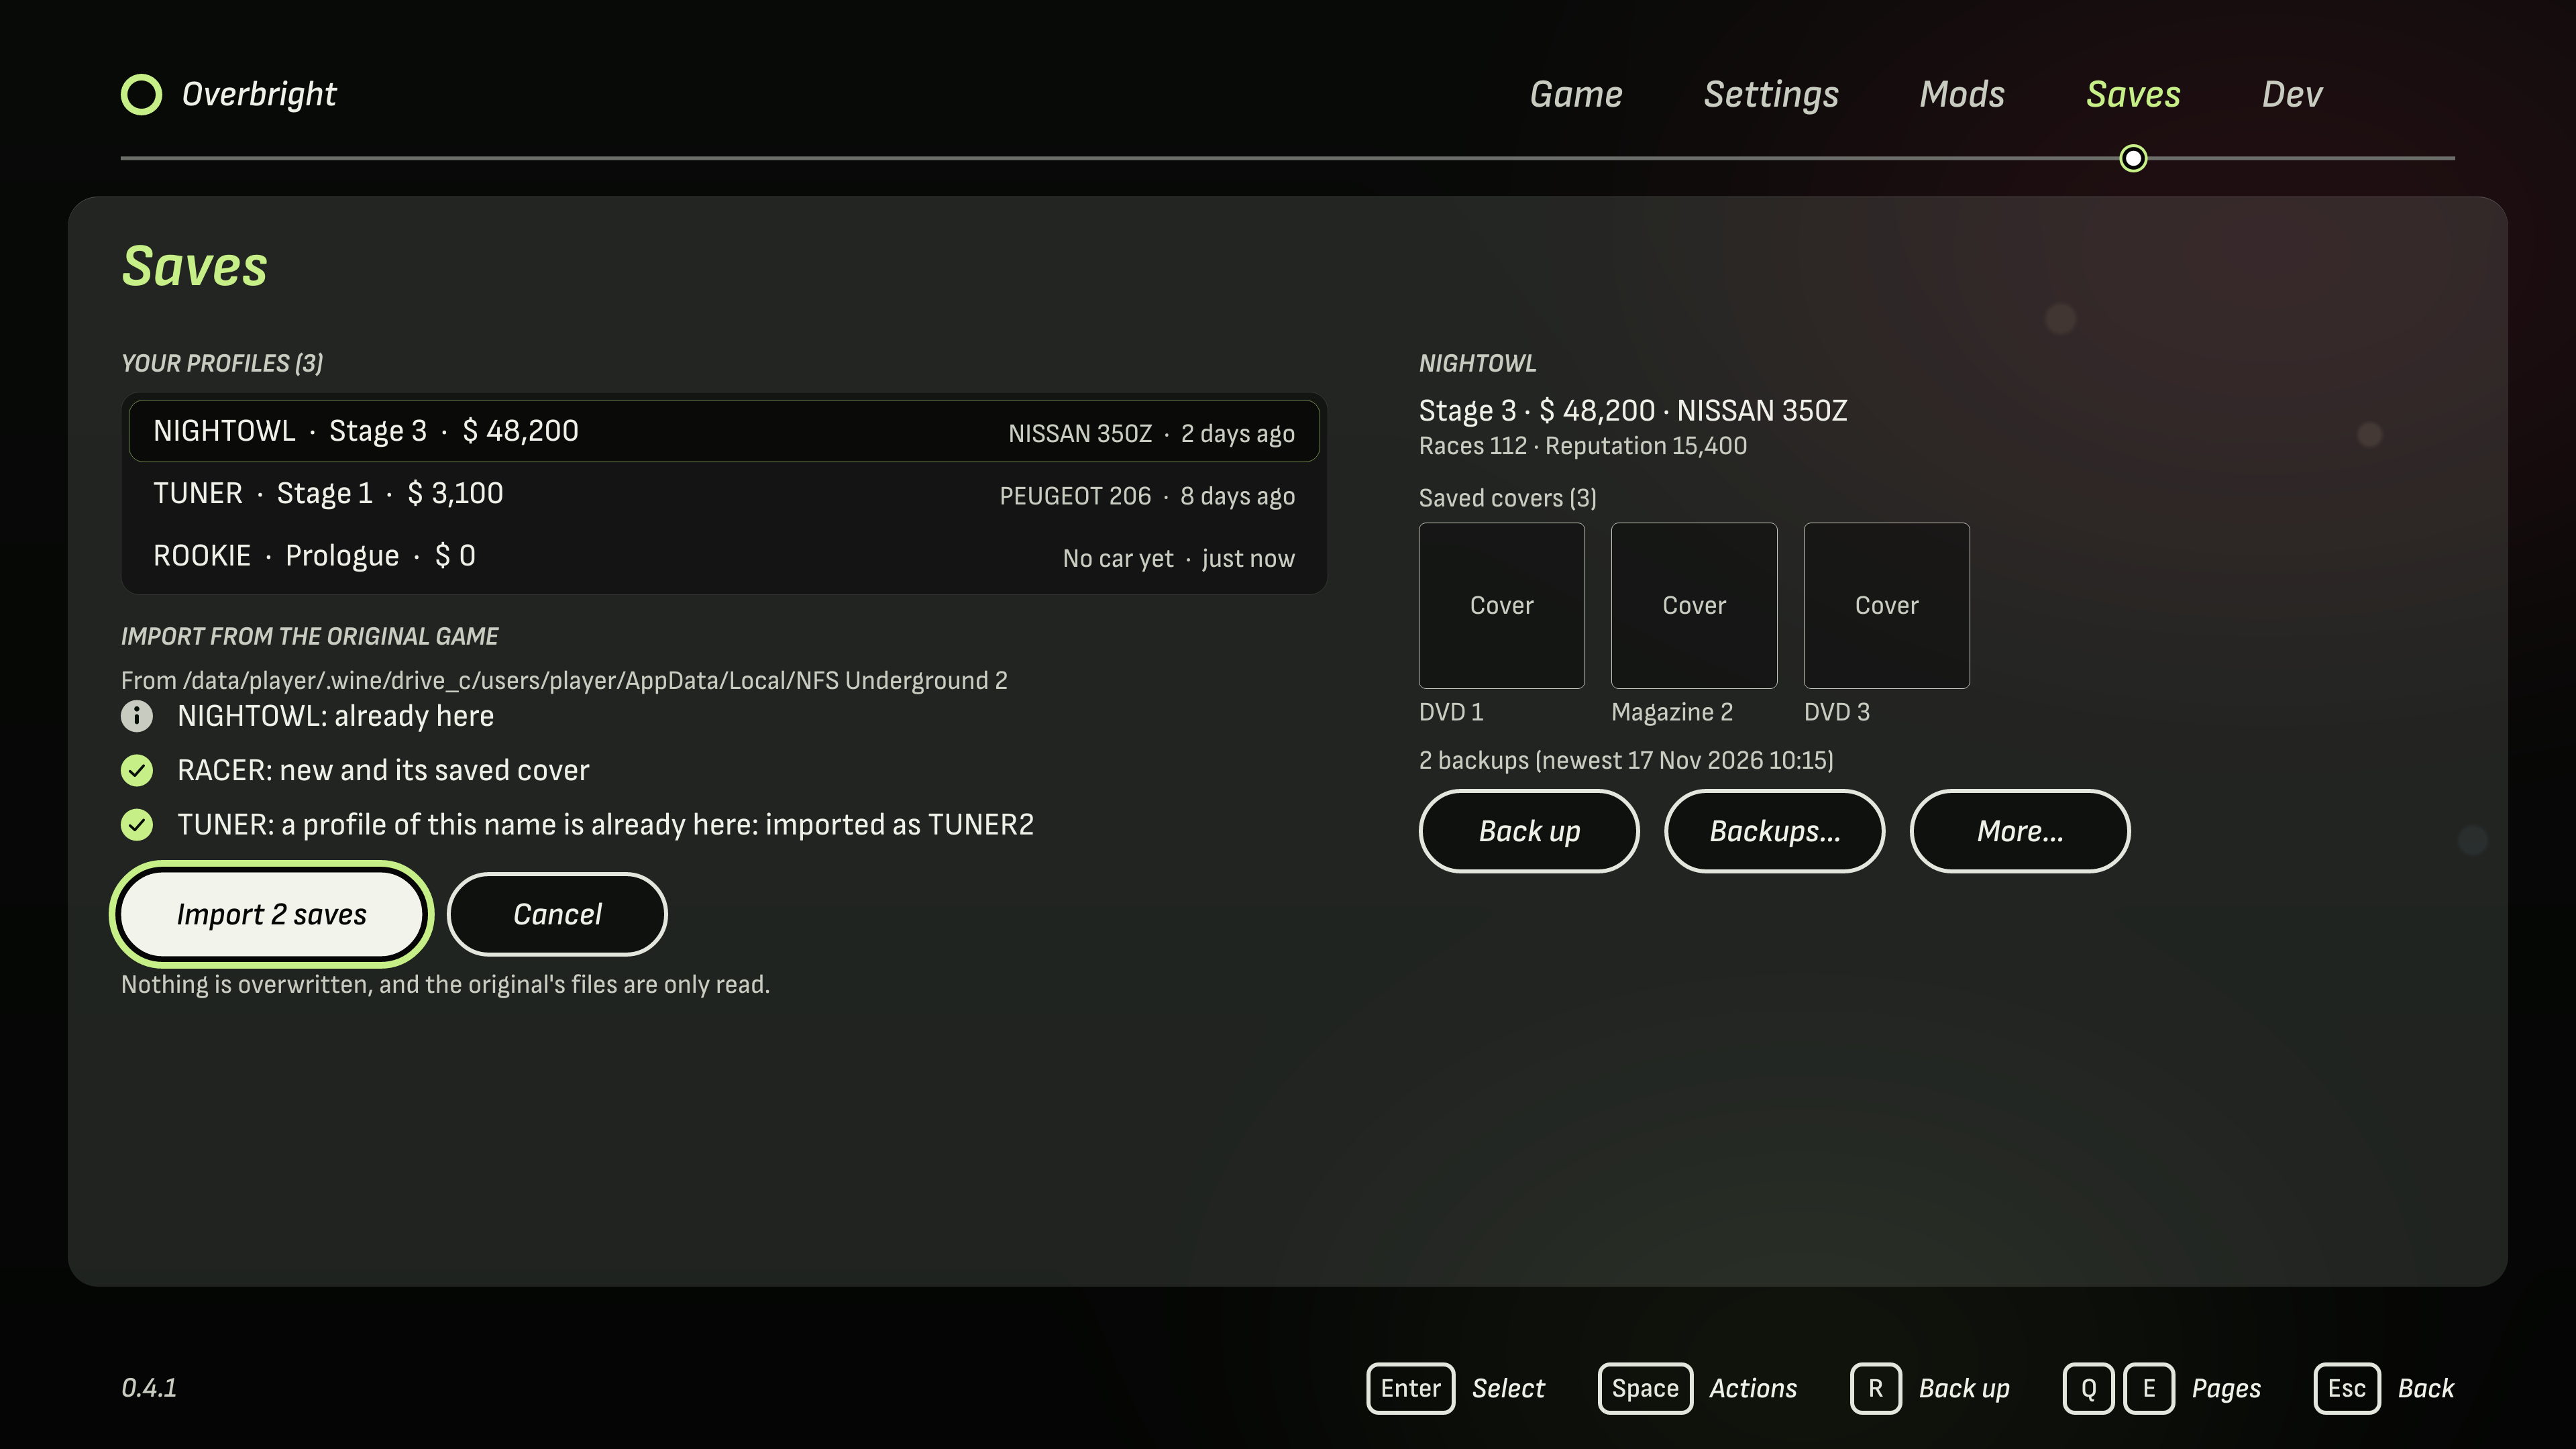 Overbright
Game Settings Mods Saves Dev
Saves
YOUR PROFILES (3)
NIGHTOWL · Stage 3 · $ 48,200 NISSAN 350Z · 2 days ago
TUNER · Stage 1 · $ 3,100 PEUGEOT 206 · 8 days ago
ROOKIE · Prologue · $ 0 No car yet · just now
IMPORT FROM THE ORIGINAL GAME
From /data/player/.wine/drive_c/users/player/AppData/Local/NFS Underground 2
NIGHTOWL: already here
RACER: new and its saved cover
TUNER: a profile of this name is already here: imported as TUNER2
Import 2 saves Cancel
Nothing is overwritten, and the original's files are only read.
NIGHTOWL
Stage 3 · $ 48,200 · NISSAN 350Z
Races 112 · Reputation 15,400
Saved covers (3)
Cover Cover Cover
DVD 1 Magazine 2 DVD 3
2 backups (newest 17 Nov 2026 10:15)
Back up Backups... More...
0.4.1
Enter Select Space Actions R Back up Q E Pages Esc Back